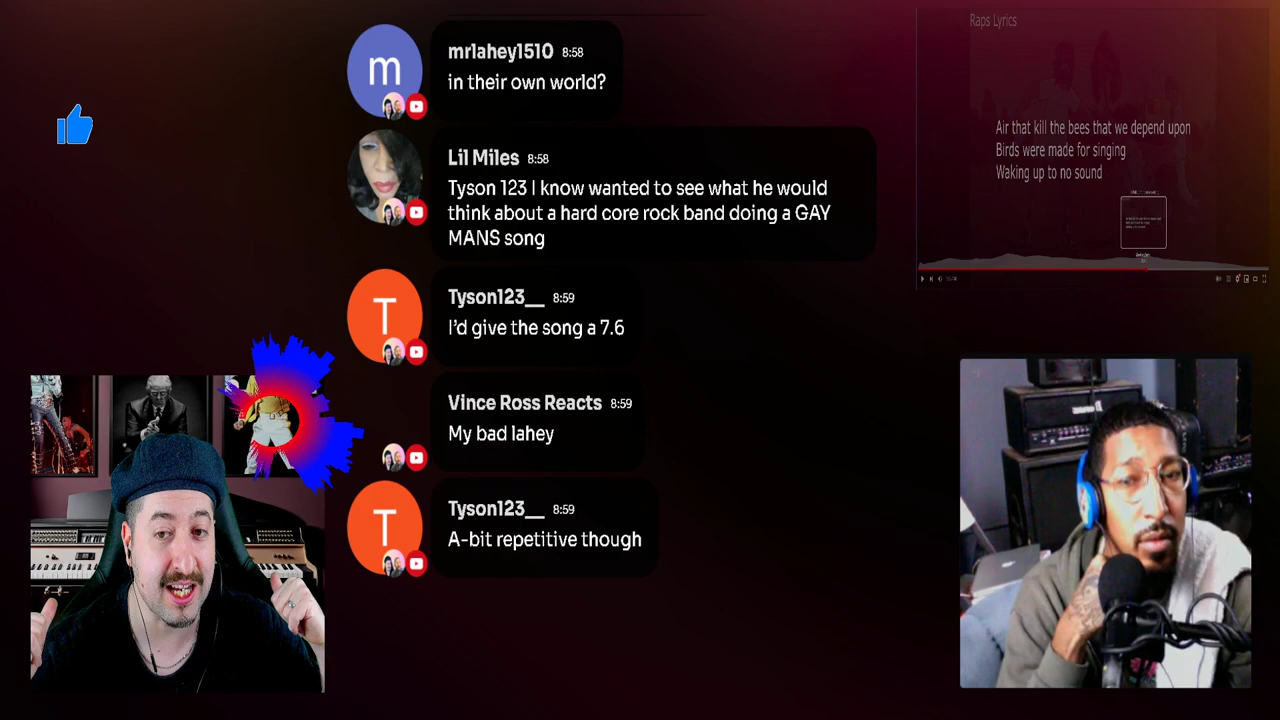 mrlahey1510 8:58
in their own world?
Lil Miles 8:58
Tyson 123 I know wanted to see what he would
think about a hard core rock band doing a GAY
MANS song
Tyson123__ 8:59
I'd give the song a 7.6
Vince Ross Reacts 8:59
My bad lahey
Tyson123__ 8:59
A-bit repetitive though
m
T
T
Raps Lyrics
Air that kill the bees that we depend upon
Birds were made for singing
Waking up to no sound